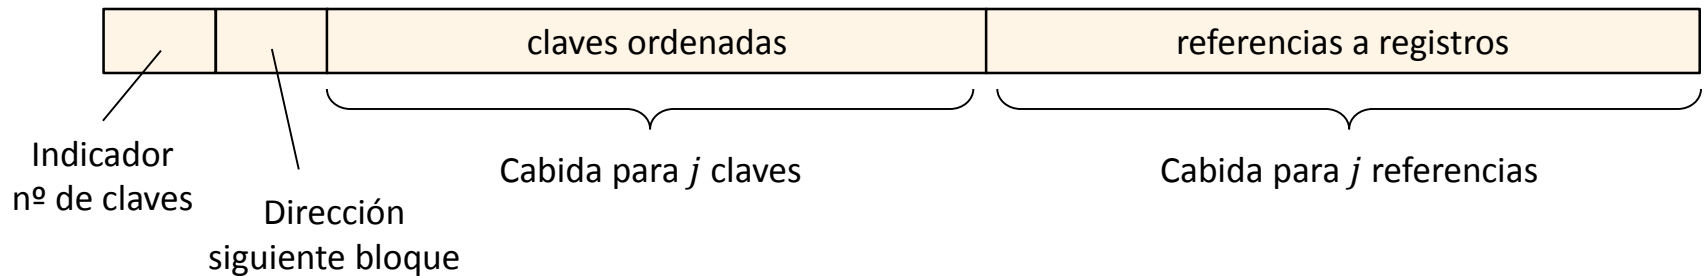 claves ordenadas
referencias a registros
Indicador
nº de claves
Dirección
siguiente bloque
Cabida para j claves
Cabida para j referencias